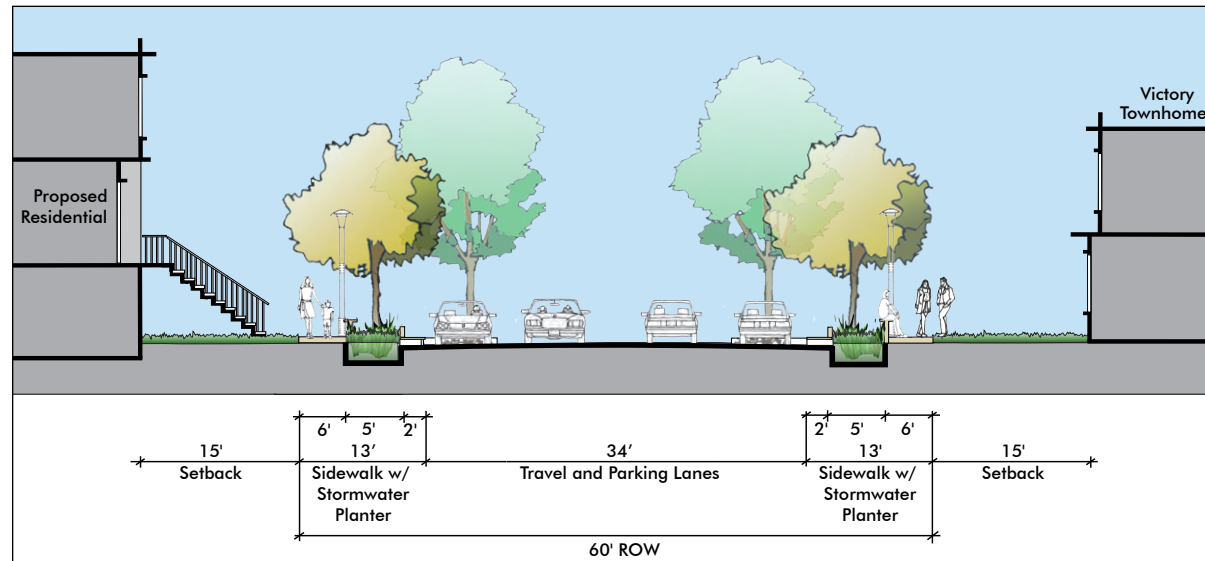 Victory
Townhome
Proposed
Residential
6' 5' 2'
2' 5' 6'
15' 13’ 34’ 13' 15'
Setback Sidewalk w/ Travel and Parking Lanes Sidewalk w/ Setback
Stormwater Stormwater
Planter Planter
60' ROW